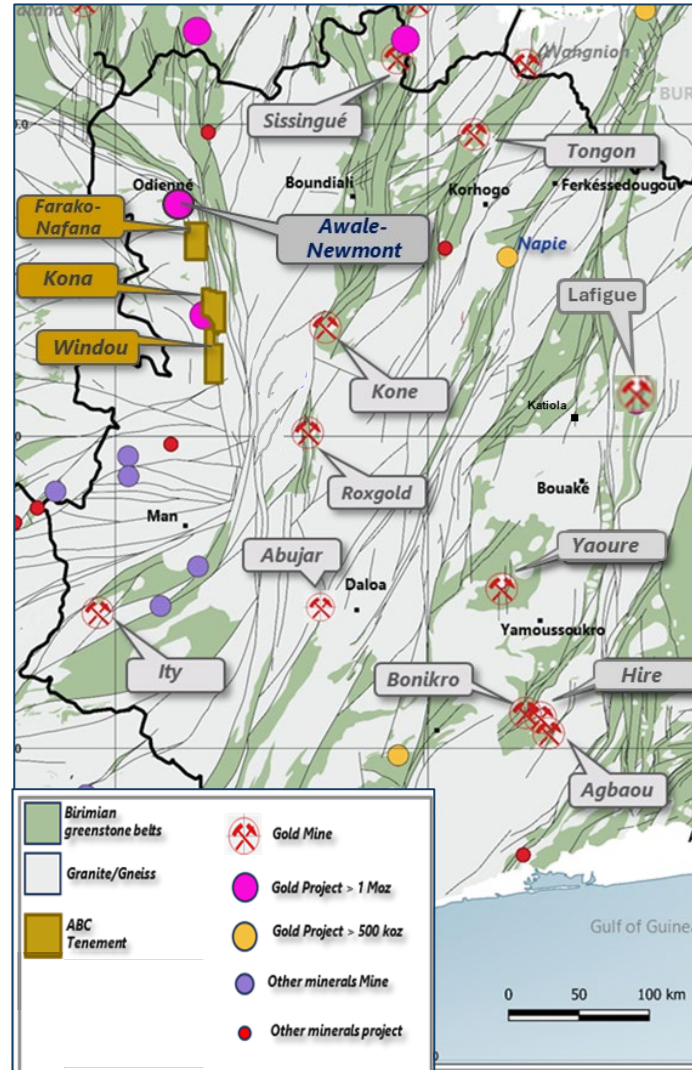 Wahgnion
BUR
Sissingué
Tongon
Odienné
Boundiali
Korhogo
Ferkéssedougou
Farako-
Nafana
Awale-
Newmont
Napie
Kona
Lafigue
Windou
Kone
Katiola
Roxgold
Bouaké
Man
Abujar
Yaoure
Daloa
Yamoussoukro
Ity
Bonikro
Hire
Agbaou
Birimian
greenstone belts
Granite/Gneiss
ABC
Tenement
Gold Mine
Gold Project > 1 Moz
Gold Project > 500 koz
Other minerals Mine
Other minerals project
Gulf of Guinea
0 50 100 km